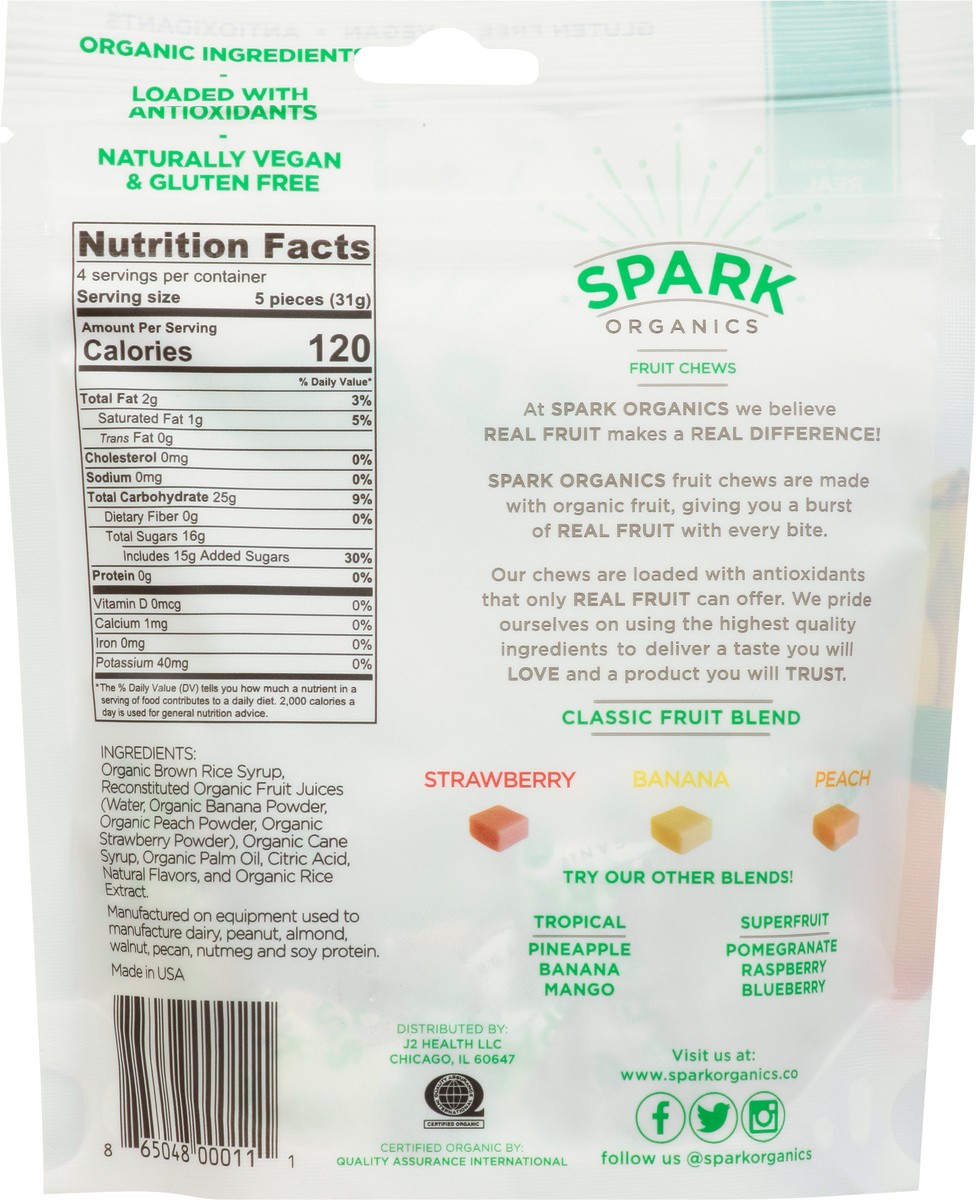 ORGANIC INGREDIENTS
-
LOADED WITH
ANTIOXIDANTS
-
NATURALLY VEGAN
& GLUTEN FREE
Nutrition Facts
4 servings per container
Serving size 5 pieces (31g)
Amount Per Serving
Calories 120
% Daily Value*
Total Fat 2g 3%
Saturated Fat 1g 5%
Trans Fat 0g
Cholesterol 0mg 0%
Sodium 0mg 0%
Total Carbohydrate 25g 9%
Dietary Fiber 0g 0%
Total Sugars 16g
Includes 15g Added Sugars 30%
Protein 0g 0%
Vitamin D 0mcg 0%
Calcium 1mg 0%
Iron 0mg 0%
Potassium 40mg 0%
*The % Daily Value (DV) tells you how much a nutrient in a
serving of food contributes to a daily diet. 2,000 calories a
day is used for general nutrition advice.
INGREDIENTS:
Organic Brown Rice Syrup,
Reconstituted Organic Fruit Juices
(Water, Organic Banana Powder,
Organic Peach Powder, Organic
Strawberry Powder), Organic Cane
Syrup, Organic Palm Oil, Citric Acid,
Natural Flavors, and Organic Rice
Extract.
Manufactured on equipment used to
manufacture dairy, peanut, almond,
walnut, pecan, nutmeg and soy protein.
Made in USA
8 65048 00011 1
SPARK
ORGANICS
FRUIT CHEWS
At SPARK ORGANICS we believe
REAL FRUIT makes a REAL DIFFERENCE!
SPARK ORGANICS fruit chews are made
with organic fruit, giving you a burst
of REAL FRUIT with every bite.
Our chews are loaded with antioxidants
that only REAL FRUIT can offer. We pride
ourselves on using the highest quality
ingredients to deliver a taste you will
LOVE and a product you will TRUST.
CLASSIC FRUIT BLEND
STRAWBERRY BANANA PEACH
TRY OUR OTHER BLENDS!
TROPICAL
PINEAPPLE
BANANA
MANGO
SUPERFRUIT
POMEGRANATE
RASPBERRY
BLUEBERRY
DISTRIBUTED BY:
J2 HEALTH LLC
CHICAGO, IL 60647
Q
CERTIFIED ORGANIC
CERTIFIED ORGANIC BY:
QUALITY ASSURANCE INTERNATIONAL
Visit us at:
www.sparkorganics.co
follow us @sparkorganics